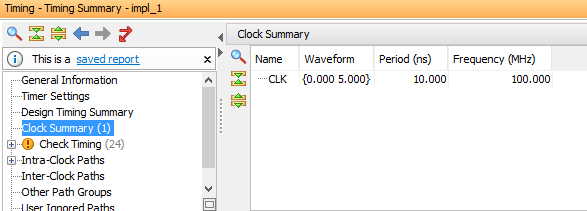 Timing - Timing Summary - impl_1
This is a saved report
General Information
Timer Settings
Design Timing Summary
Clock Summary (1)
Check Timing (24)
Intra-Clock Paths
Inter-Clock Paths
Other Path Groups
User Ignored Paths
Clock Summary
Name Waveform Period (ns) Frequency (MHz)
CLK {0.000 5.000} 10.000 100.000